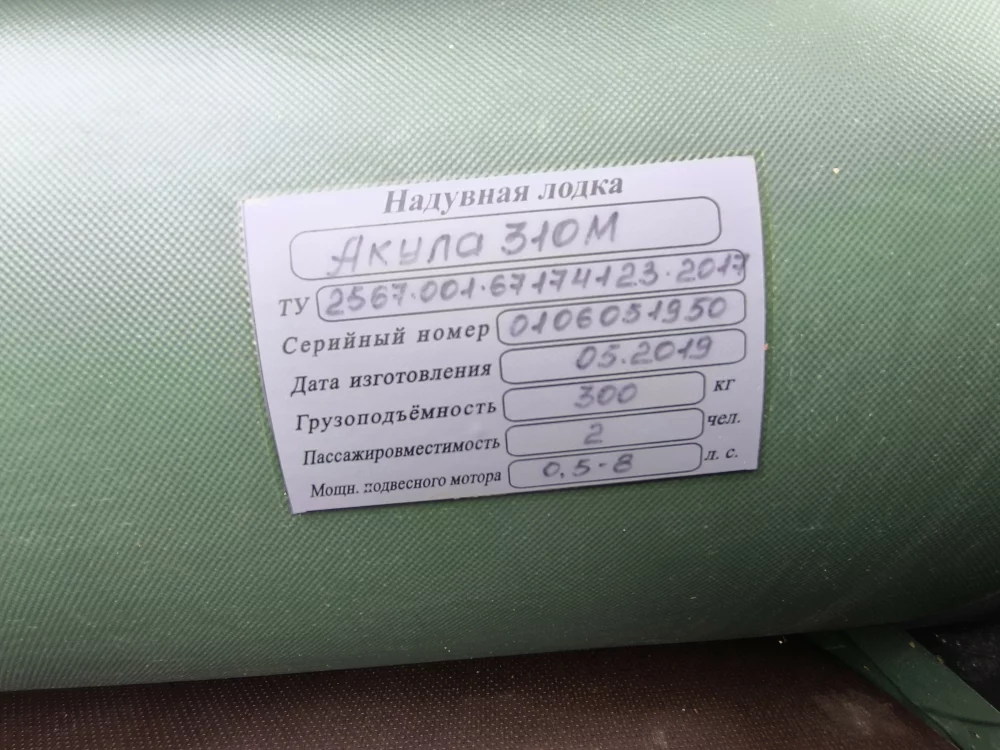 Надувная лодка
Акула 310М
ТУ 2567.001.67174123.2017
Серийный номер 0106051950
Дата изготовления 05.2019
Грузоподъёмность 300 кг
Пассажировместимость 2 чел.
Мощн. подвесного мотора 0,5-8 л. с.